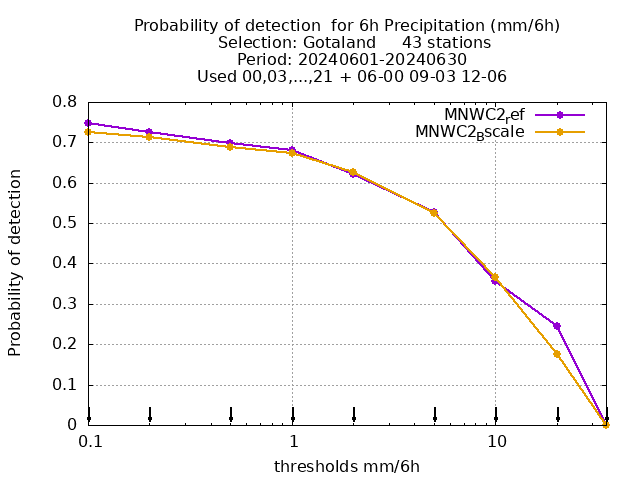 Probability of detection  for 6h Precipitation (mm/6h)
Selection: Gotaland     43 stations
Period: 20240601-20240630
Used 00,03,...,21 + 06-00 09-03 12-06
MNWC2ref
MNWC2Bscale
0.8
0.7
0.6
0.5
0.4
0.3
0.2
0.1
0
Probability of detection
0.1 1 10
thresholds mm/6h